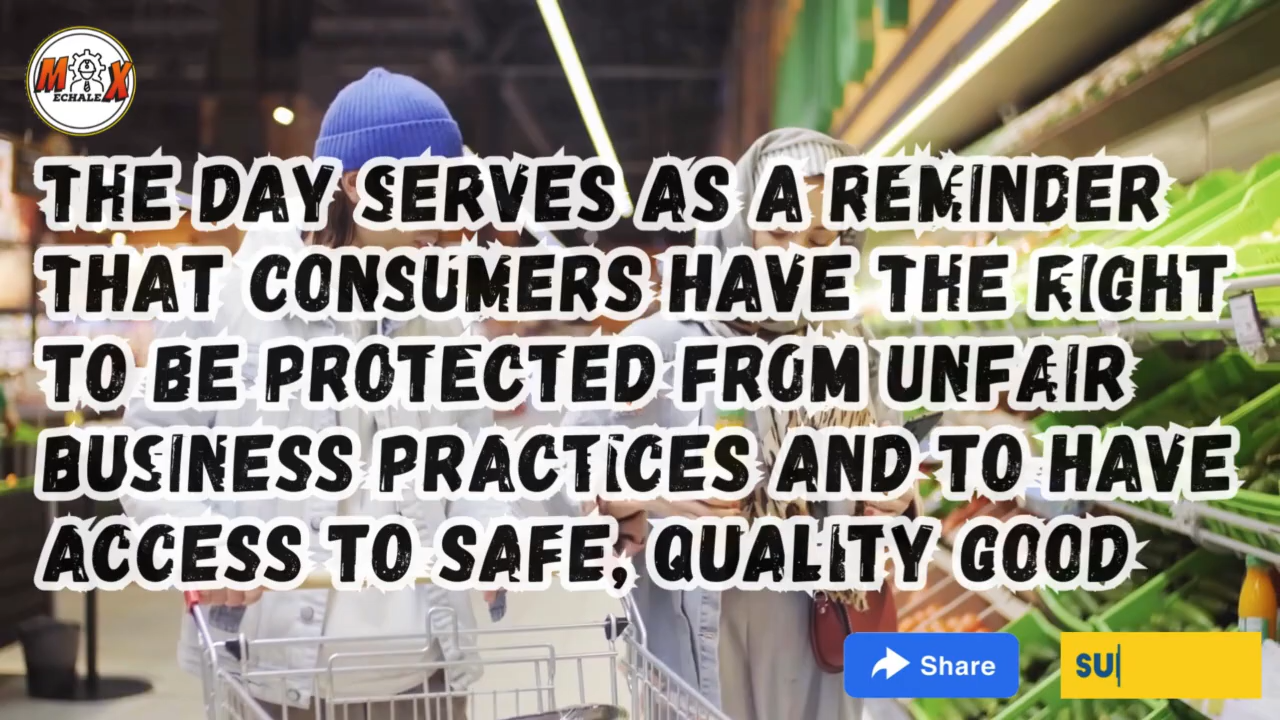 MX
ECHALE
THE DAY SERVES AS A REMINDER
THAT CONSUMERS HAVE THE RIGHT
TO BE PROTECTED FROM UNFAIR
BUSINESS PRACTICES AND TO HAVE
ACCESS TO SAFE, QUALITY GOOD
Share
SU